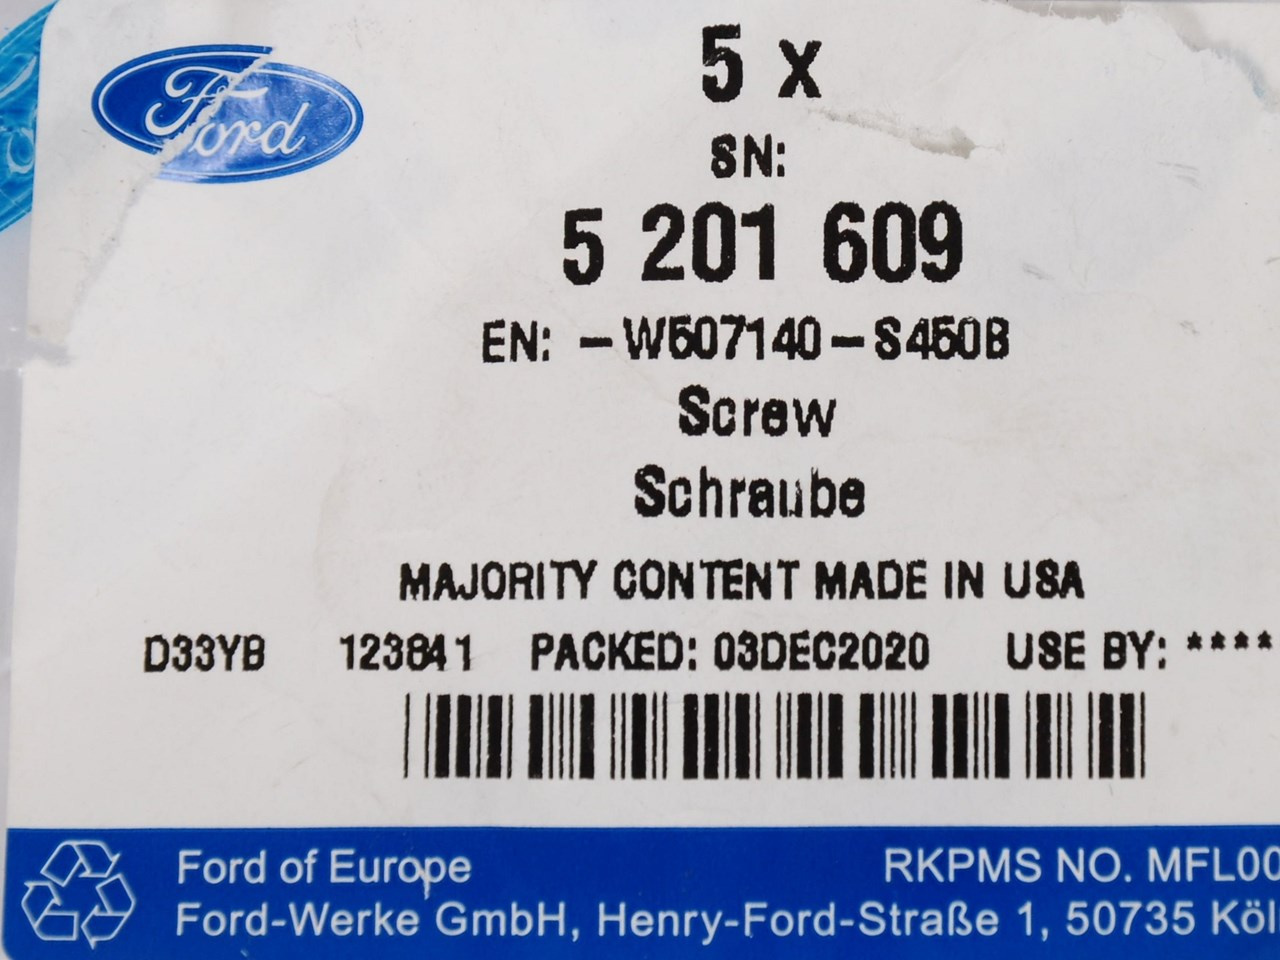 Ford
5 x
SN:
5 201 609
EN: -W507140-S450B
Screw
Schraube
MAJORITY CONTENT MADE IN USA
D33YB 123841 PACKED: 03DEC2020 USE BY: ****
Ford of Europe
RKPMS NO. MFL00
Ford-Werke GmbH, Henry-Ford-Straße 1, 50735 Köl